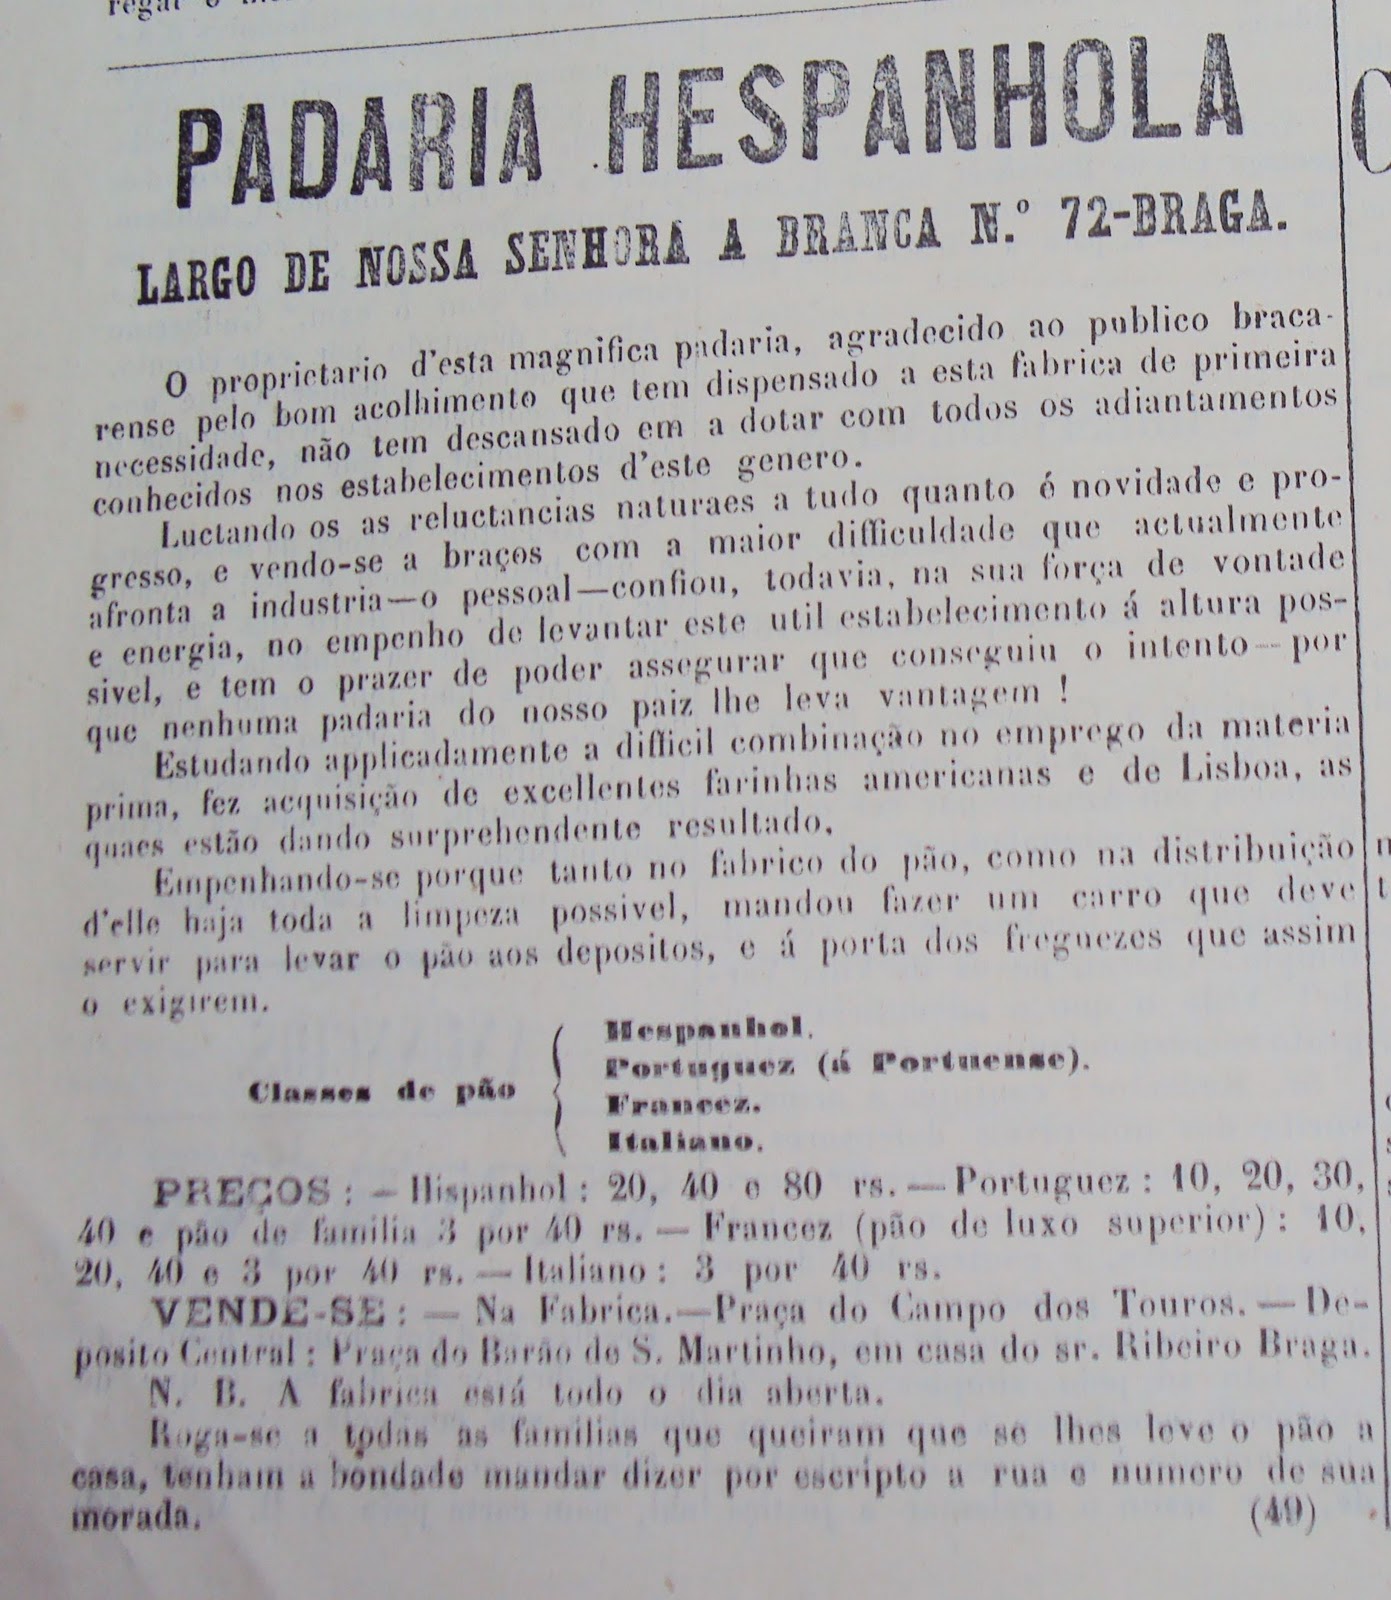 PADARIA HESPANHOLA
LARGO DE NOSSA SENHORA A BRANCA N.º 72-BRAGA.
O proprietario d'esta magnifica padaria, agradecido ao publico braca-
rense pelo bom acolhimento que tem dispensado a esta fabrica de primeira
necessidade, não tem descansado em a dotar com todos os adiantamentos
conhecidos nos estabelecimentos d'este genero.
Luctando os as reluctancias naturaes a tudo quanto é novidade e pro-
gresso, e vendo-se a braços com a maior difficuldade que actualmente
afronta a industria—o pessoal—confiou, todavia, na sua força de vontade
e energia, no empenho de levantar este util estabelecimento á altura pos-
sivel, e tem o prazer de poder assegurar que conseguiu o intento—por
que nenhuma padaria do nosso paiz lhe leva vantagem !
Estudando applicadamente a difficil combinação no emprego da materia
prima, fez acquisição de excellentes farinhas americanas e de Lisboa, as
quaes estão dando surprehendente resultado.
Empenhando-se porque tanto no fabrico do pão, como na distribuição
d'elle haja toda a limpeza possivel, mandou fazer um carro que deve
servir para levar o pão aos depositos, e á porta dos freguezes que assim
o exigirem.
Classes de pão
Hespanhol.
Portuguez (á Portuense).
Francez.
Italiano.
PREÇOS : — Hispanhol : 20, 40 e 80 rs. — Portuguez : 10, 20, 30,
40 e pão de familia 3 por 40 rs. — Francez (pão de luxo superior) : 10,
20, 40 e 3 por 40 rs. — Italiano : 3 por 40 rs.
VENDE-SE : — Na Fabrica.—Praça do Campo dos Touros. — De-
posito Central : Praça do Barão de S. Martinho, em casa do sr. Ribeiro Braga.
N. B. A fabrica está todo o dia aberta.
Roga-se a todas as familias que queiram que se lhes leve o pão a
casa, tenham a bondade mandar dizer por escripto a rua e numero de sua
morada.
(49)